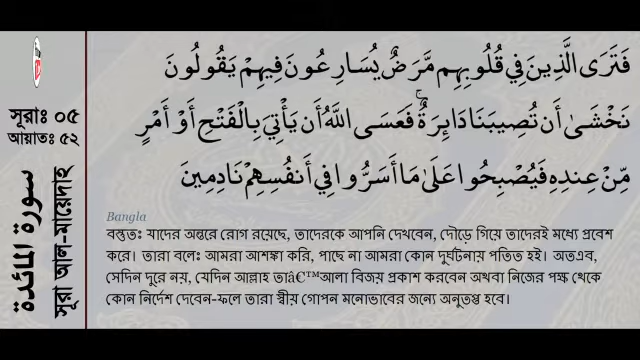 সূরাঃ ০৫
আয়াতঃ ৫২
سورة المائدة
সূরা আল-মায়েদাহ
فَتَرَى الَّذِينَ فِي قُلُوبِهِم مَّرَضٌ يُسَارِعُونَ فِيهِمْ يَقُولُونَ
نَخْشَىٰ أَن تُصِيبَنَا دَائِرَةٌ ۚ فَعَسَى اللَّهُ أَن يَأْتِيَ بِالْفَتْحِ أَوْ أَمْرٍ
مِّنْ عِندِهِ فَيُصْبِحُوا عَلَىٰ مَا أَسَرُّوا فِي أَنفُسِهِمْ نَادِمِينَ
Bangla
বস্তুতঃ যাদের অন্তরে রোগ রয়েছে, তাদেরকে আপনি দেখবেন, দৌড়ে গিয়ে তাদেরই মধ্যে প্রবেশ
করে। তারা বলেঃ আমরা আশঙ্কা করি, পাছে না আমরা কোন দুর্ঘটনায় পতিত হই। অতএব,
সেদিন দুরে নয়, যেদিন আল্লাহ তাâ€™আলা বিজয় প্রকাশ করবেন অথবা নিজের পক্ষ থেকে
কোন নির্দেশ দেবেন-ফলে তারা স্বীয় গোপন মনোভাবের জন্যে অনুতপ্ত হবে।